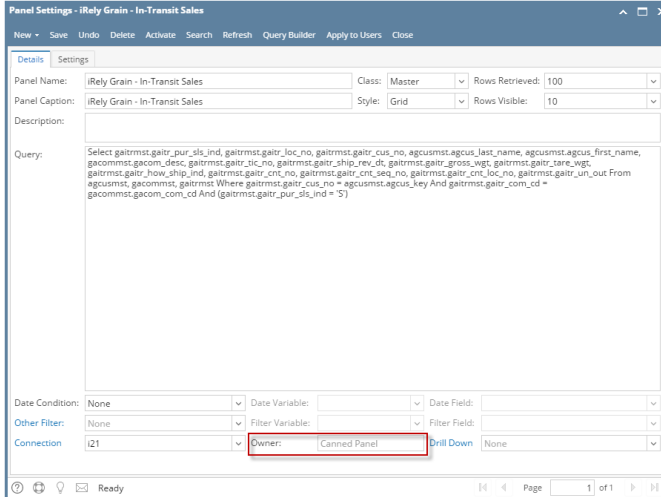 Panel Settings - iRely Grain - In-Transit Sales
New Save Undo Delete Activate Search Refresh Query Builder Apply to Users Close
Details Settings
Panel Name: iRely Grain - In-Transit Sales Class: Master Rows Retrieved: 100
Panel Caption: iRely Grain - In-Transit Sales Style: Grid Rows Visible: 10
Description:
Query: Select gaitrmst.gaitr_pur_sls_ind, gaitrmst.gaitr_loc_no, gaitrmst.gaitr_cus_no, agcusmst.agcus_last_name, agcusmst.agcus_first_name,
gacommst.gacom_desc, gaitrmst.gaitr_tic_no, gaitrmst.gaitr_ship_rev_dt, gaitrmst.gaitr_gross_wgt, gaitrmst.gaitr_tare_wgt,
gaitrmst.gaitr_how_ship_ind, gaitrmst.gaitr_cnt_no, gaitrmst.gaitr_cnt_seq_no, gaitrmst.gaitr_cnt_loc_no, gaitrmst.gaitr_un_out From
agcusmst, gacommst, gaitrmst Where gaitrmst.gaitr_cus_no = agcusmst.agcus_key And gaitrmst.gaitr_com_cd =
gacommst.gacom_com_cd And (gaitrmst.gaitr_pur_sls_ind = 'S')
Date Condition: None Date Variable: Date Field:
Other Filter: None Filter Variable: Filter Field:
Connection i21 Owner: Canned Panel Drill Down None
Ready Page 1 of 1